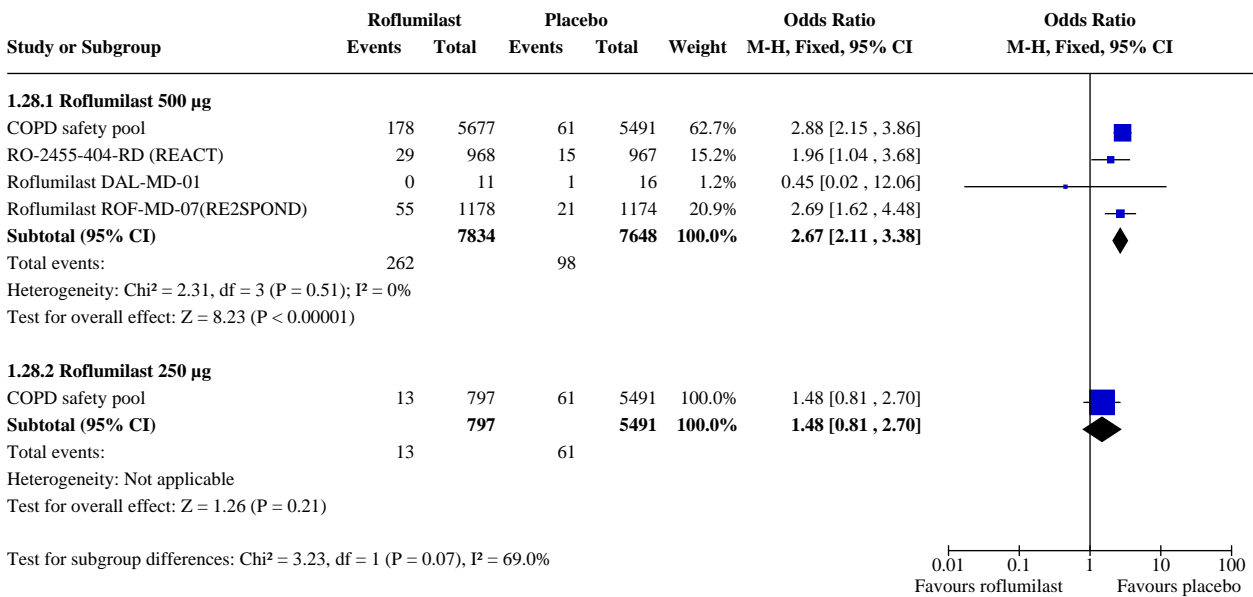 Roflumilast Placebo Odds Ratio Odds Ratio
Study or Subgroup Events Total Events Total Weight M-H, Fixed, 95% CI M-H, Fixed, 95% CI
1.28.1 Roflumilast 500 µg
COPD safety pool 178 5677 61 5491 62.7% 2.88 [2.15 , 3.86]
RO-2455-404-RD (REACT) 29 968 15 967 15.2% 1.96 [1.04 , 3.68]
Roflumilast DAL-MD-01 0 11 1 16 1.2% 0.45 [0.02 , 12.06]
Roflumilast ROF-MD-07(RE2SPOND) 55 1178 21 1174 20.9% 2.69 [1.62 , 4.48]
Subtotal (95% CI) 7834 7648 100.0% 2.67 [2.11 , 3.38]
Total events: 262 98
Heterogeneity: Chi² = 2.31, df = 3 (P = 0.51); I² = 0%
Test for overall effect: Z = 8.23 (P < 0.00001)
1.28.2 Roflumilast 250 µg
COPD safety pool 13 797 61 5491 100.0% 1.48 [0.81 , 2.70]
Subtotal (95% CI) 797 5491 100.0% 1.48 [0.81 , 2.70]
Total events: 13 61
Heterogeneity: Not applicable
Test for overall effect: Z = 1.26 (P = 0.21)
Test for subgroup differences: Chi² = 3.23, df = 1 (P = 0.07), I² = 69.0%
0.01 0.1 1 10 100
Favours roflumilast Favours placebo